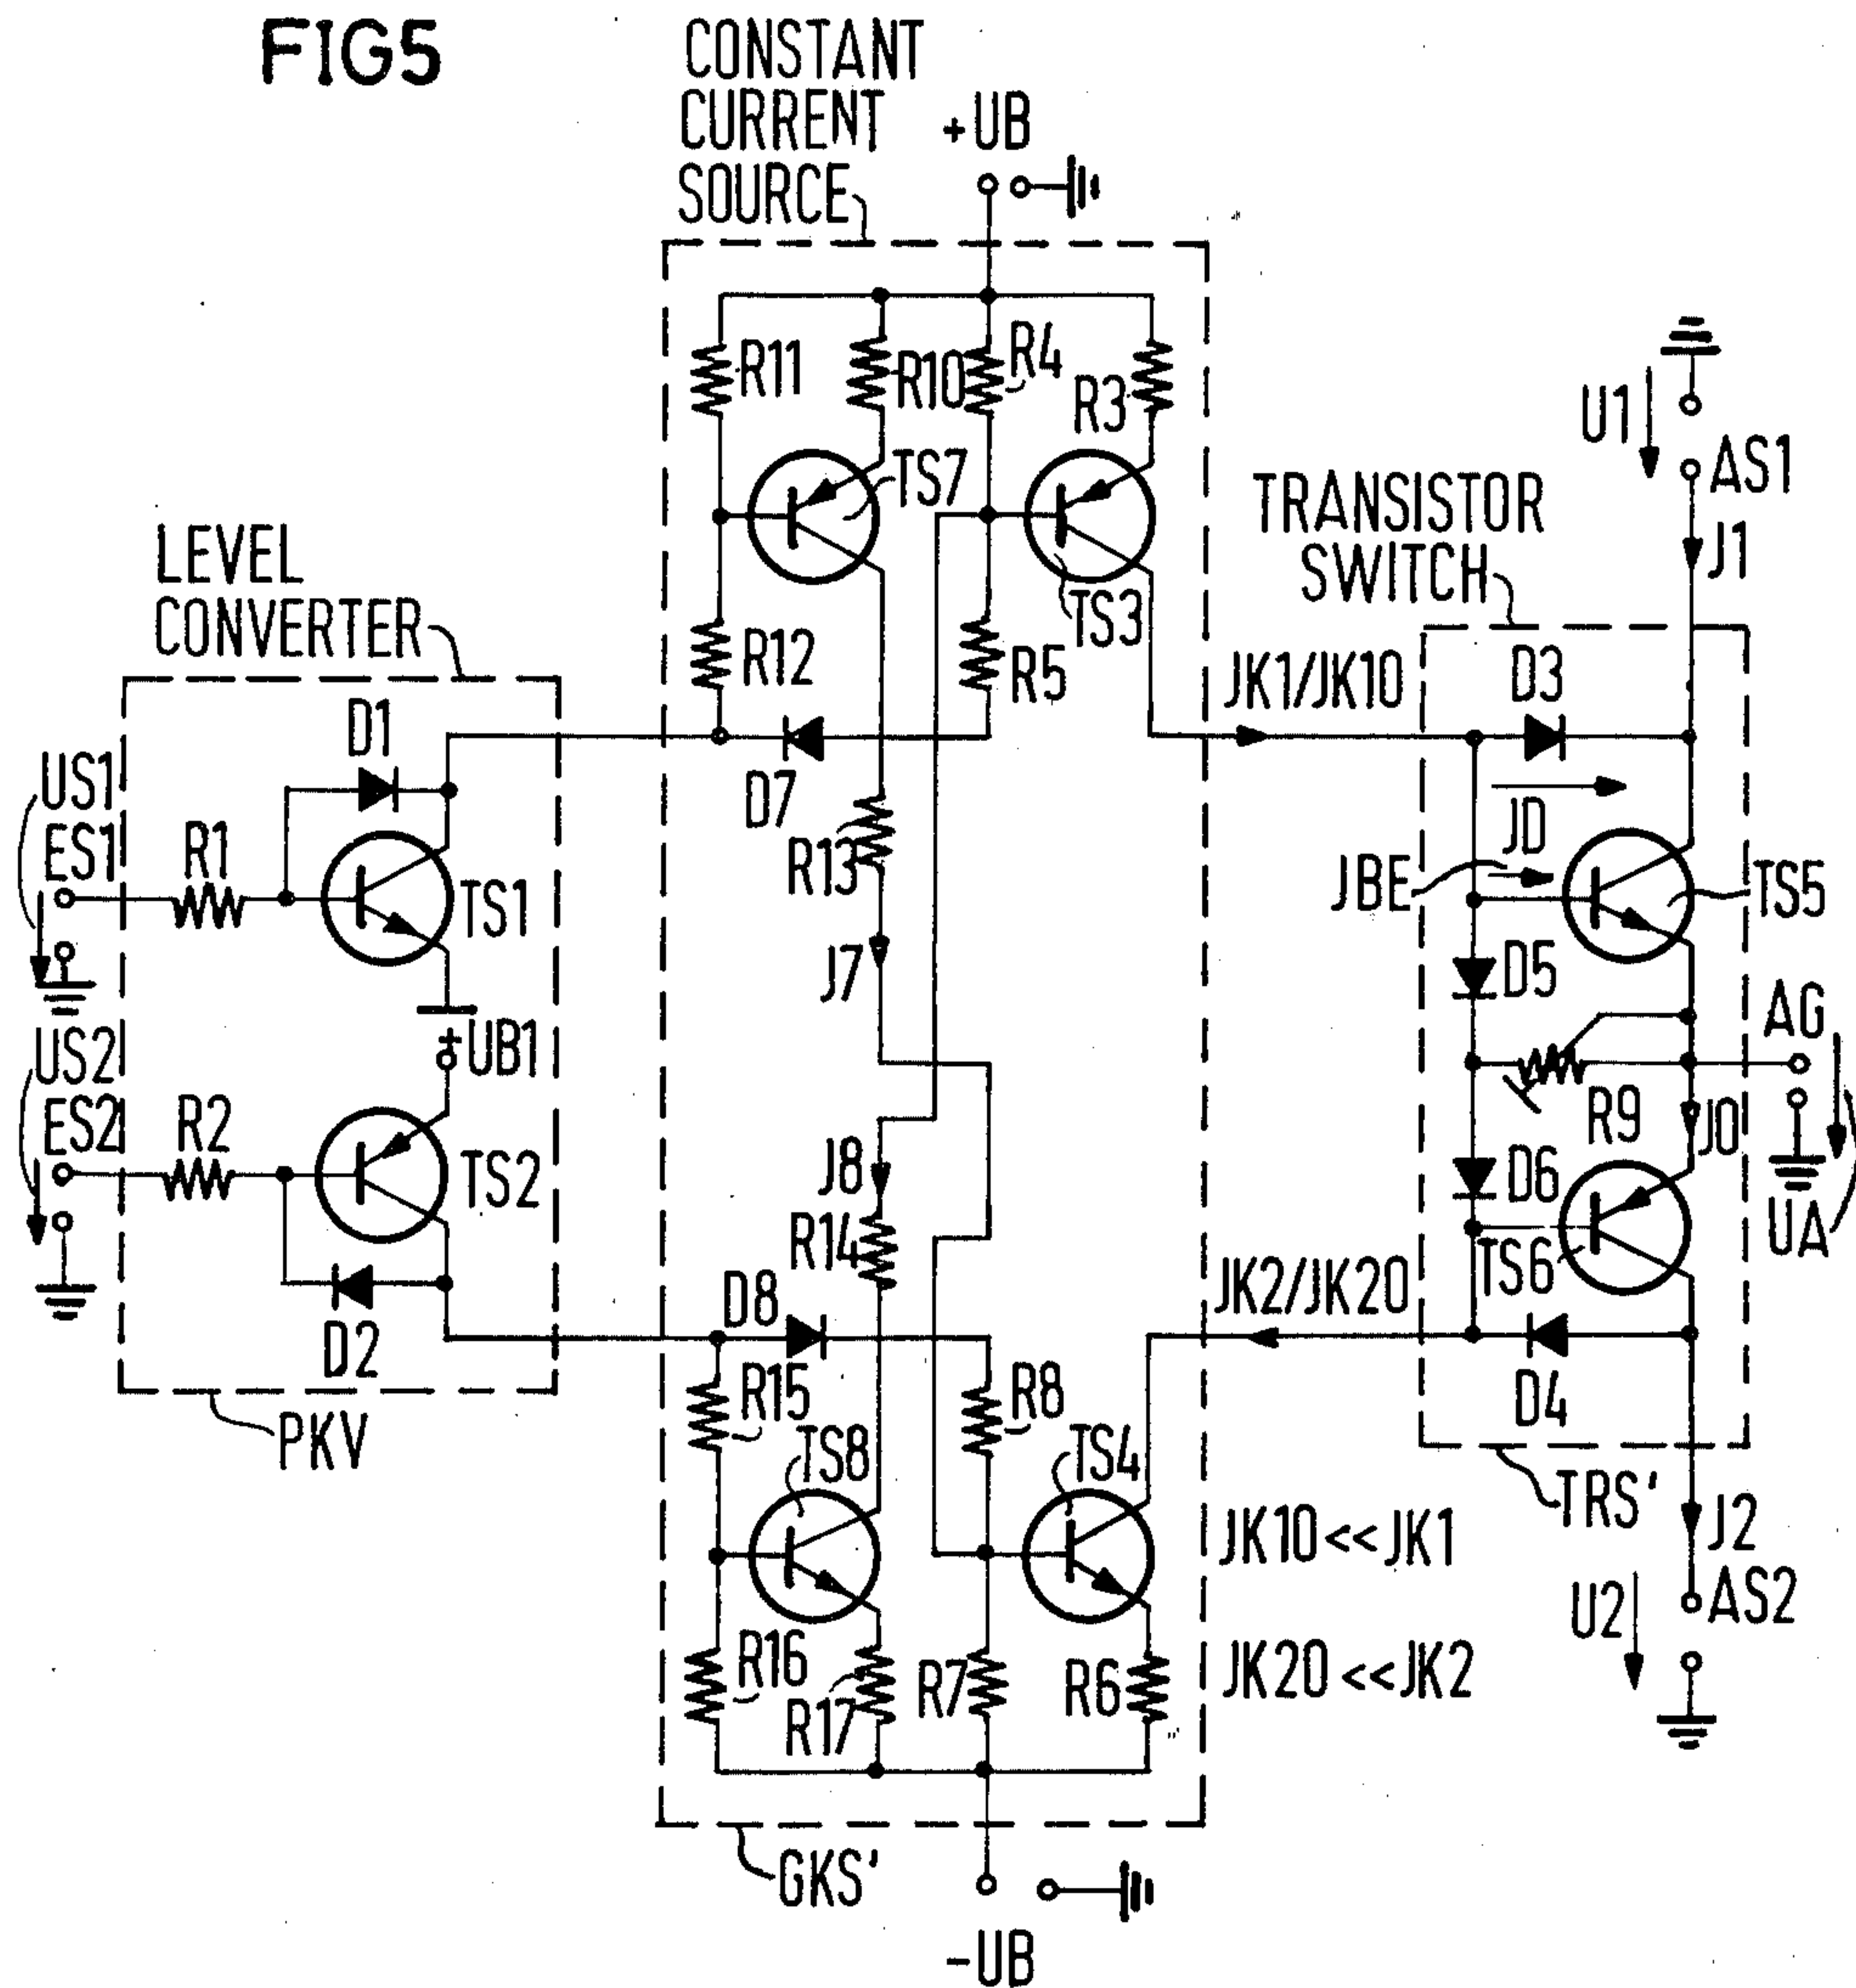 FIG5
CONSTANT
CURRENT
SOURCE
+UB
R11
R10
R4
R3
U1
AS1
TS7
TRANSISTOR
SWITCH
J1
LEVEL
CONVERTER
TS3
R12
R5
JK1/JK10
D3
D1
US1
ES1
R1
D7
R13
JD
JBE
TS1
TS5
J7
D5
AG
US2
±UB1
ES2
R2
R9
J0
TS2
J8
D6
R14
TS6
UA
D8
JK2/JK20
D2
R15
R8
D4
PKV
TS8
TS4
TRS'
JK10<<JK1
J2
U2
AS2
R16
R17
R7
R6
JK20<<JK2
GKS'
-UB